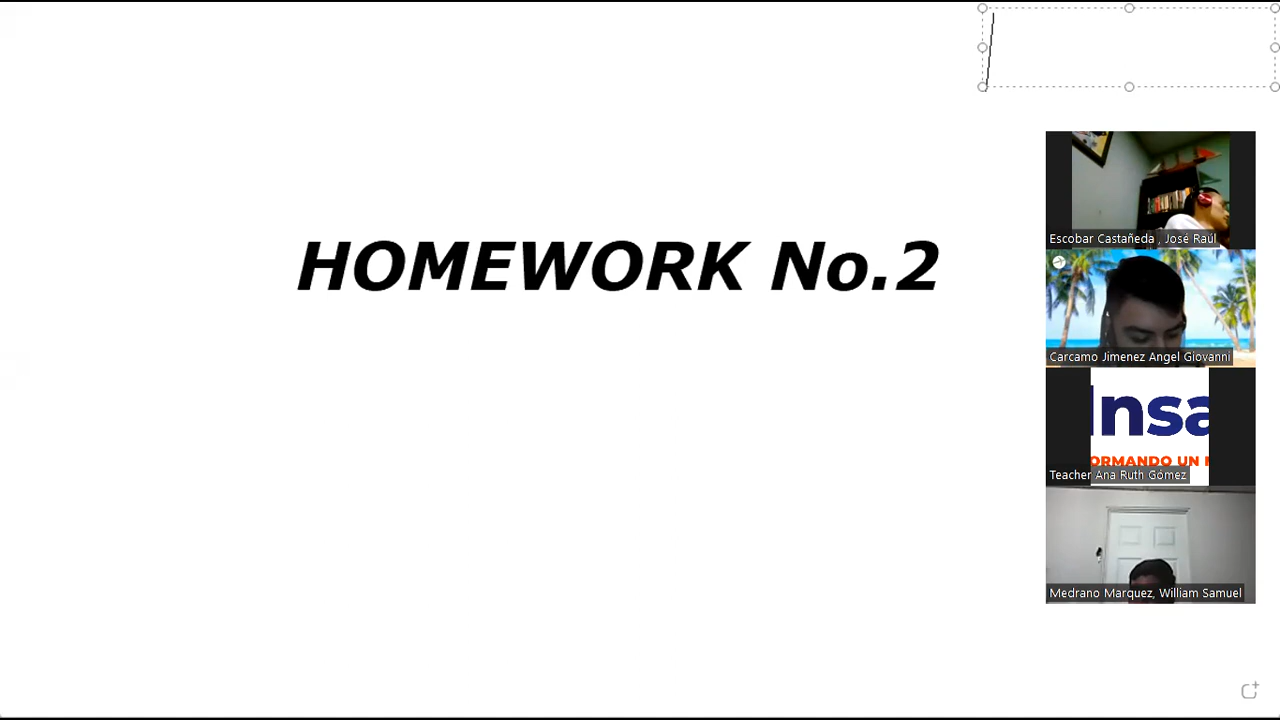 HOMEWORK No.2
Escobar Castañeda , José Raúl
Carcamo Jimenez Angel Giovanni
Insa
ORMANDO UN
Teacher Ana Ruth Gómez
Medrano Marquez, William Samuel